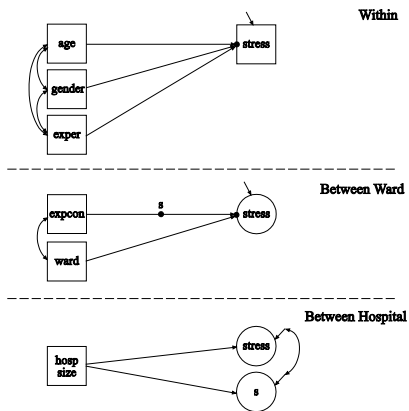 Within
age
stress
gender
exper
Between Ward
s
expcon
stress
ward
Between Hospital
stress
hosp
size
s